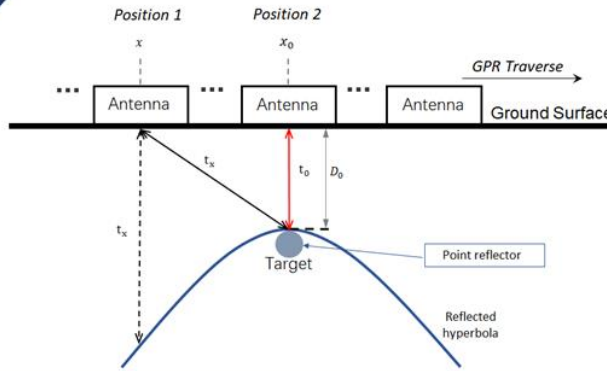 Position 1
Position 2
x
x₀
GPR Traverse
... Antenna ... Antenna ... Antenna
Ground Surface
tₓ
t₀
D₀
tₓ
Target
Point reflector
Reflected
hyperbola